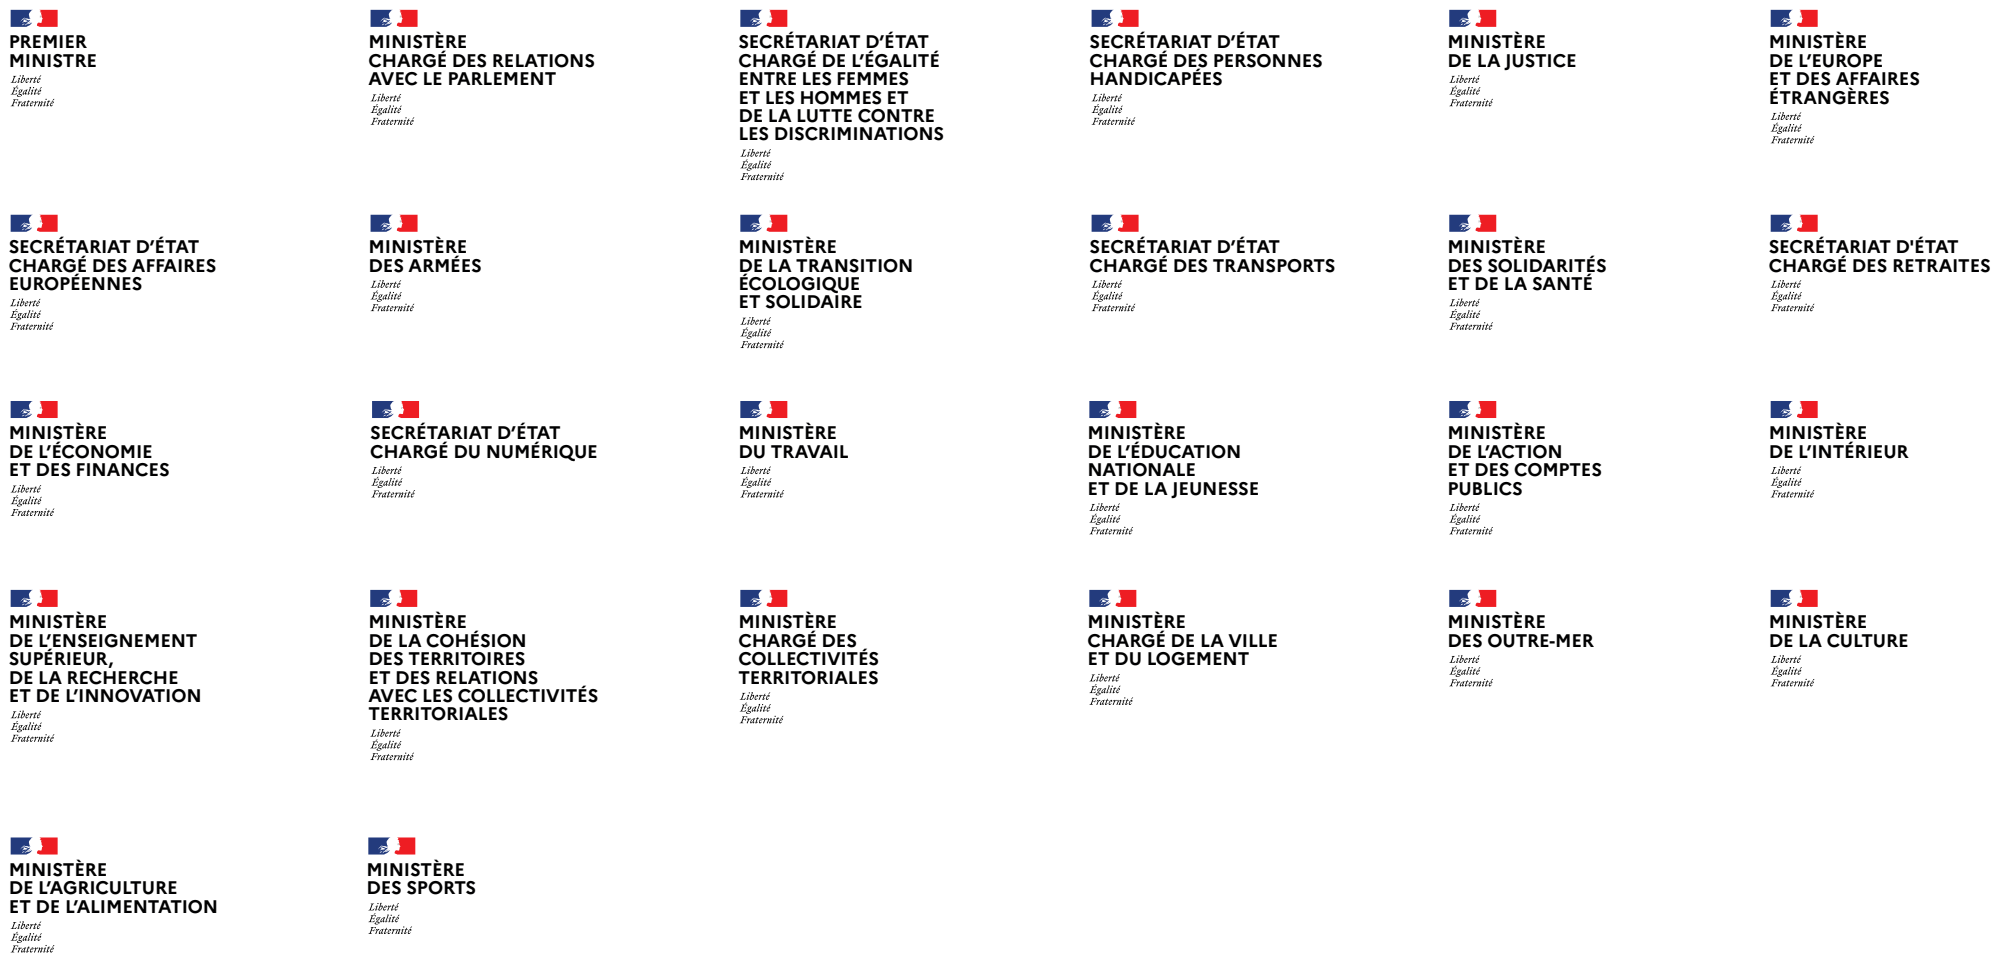 PREMIER
MINISTRE
Liberté
Égalité
Fraternité
MINISTÈRE
CHARGÉ DES RELATIONS
AVEC LE PARLEMENT
Liberté
Égalité
Fraternité
SECRÉTARIAT D’ÉTAT
CHARGÉ DE L’ÉGALITÉ
ENTRE LES FEMMES
ET LES HOMMES ET
DE LA LUTTE CONTRE
LES DISCRIMINATIONS
Liberté
Égalité
Fraternité
SECRÉTARIAT D’ÉTAT
CHARGÉ DES PERSONNES
HANDICAPÉES
Liberté
Égalité
Fraternité
MINISTÈRE
DE LA JUSTICE
Liberté
Égalité
Fraternité
MINISTÈRE
DE L’EUROPE
ET DES AFFAIRES
ÉTRANGÈRES
Liberté
Égalité
Fraternité
SECRÉTARIAT D’ÉTAT
CHARGÉ DES AFFAIRES
EUROPÉENNES
Liberté
Égalité
Fraternité
MINISTÈRE
DES ARMÉES
Liberté
Égalité
Fraternité
MINISTÈRE
DE LA TRANSITION
ÉCOLOGIQUE
ET SOLIDAIRE
Liberté
Égalité
Fraternité
SECRÉTARIAT D’ÉTAT
CHARGÉ DES TRANSPORTS
Liberté
Égalité
Fraternité
MINISTÈRE
DES SOLIDARITÉS
ET DE LA SANTÉ
Liberté
Égalité
Fraternité
SECRÉTARIAT D'ÉTAT
CHARGÉ DES RETRAITES
Liberté
Égalité
Fraternité
MINISTÈRE
DE L’ÉCONOMIE
ET DES FINANCES
Liberté
Égalité
Fraternité
SECRÉTARIAT D’ÉTAT
CHARGÉ DU NUMÉRIQUE
Liberté
Égalité
Fraternité
MINISTÈRE
DU TRAVAIL
Liberté
Égalité
Fraternité
MINISTÈRE
DE L’ÉDUCATION
NATIONALE
ET DE LA JEUNESSE
Liberté
Égalité
Fraternité
MINISTÈRE
DE L’ACTION
ET DES COMPTES
PUBLICS
Liberté
Égalité
Fraternité
MINISTÈRE
DE L’INTÉRIEUR
Liberté
Égalité
Fraternité
MINISTÈRE
DE L’ENSEIGNEMENT
SUPÉRIEUR,
DE LA RECHERCHE
ET DE L’INNOVATION
Liberté
Égalité
Fraternité
MINISTÈRE
DE LA COHÉSION
DES TERRITOIRES
ET DES RELATIONS
AVEC LES COLLECTIVITÉS
TERRITORIALES
Liberté
Égalité
Fraternité
MINISTÈRE
CHARGÉ DES
COLLECTIVITÉS
TERRITORIALES
Liberté
Égalité
Fraternité
MINISTÈRE
CHARGÉ DE LA VILLE
ET DU LOGEMENT
Liberté
Égalité
Fraternité
MINISTÈRE
DES OUTRE-MER
Liberté
Égalité
Fraternité
MINISTÈRE
DE LA CULTURE
Liberté
Égalité
Fraternité
MINISTÈRE
DE L’AGRICULTURE
ET DE L’ALIMENTATION
Liberté
Égalité
Fraternité
MINISTÈRE
DES SPORTS
Liberté
Égalité
Fraternité